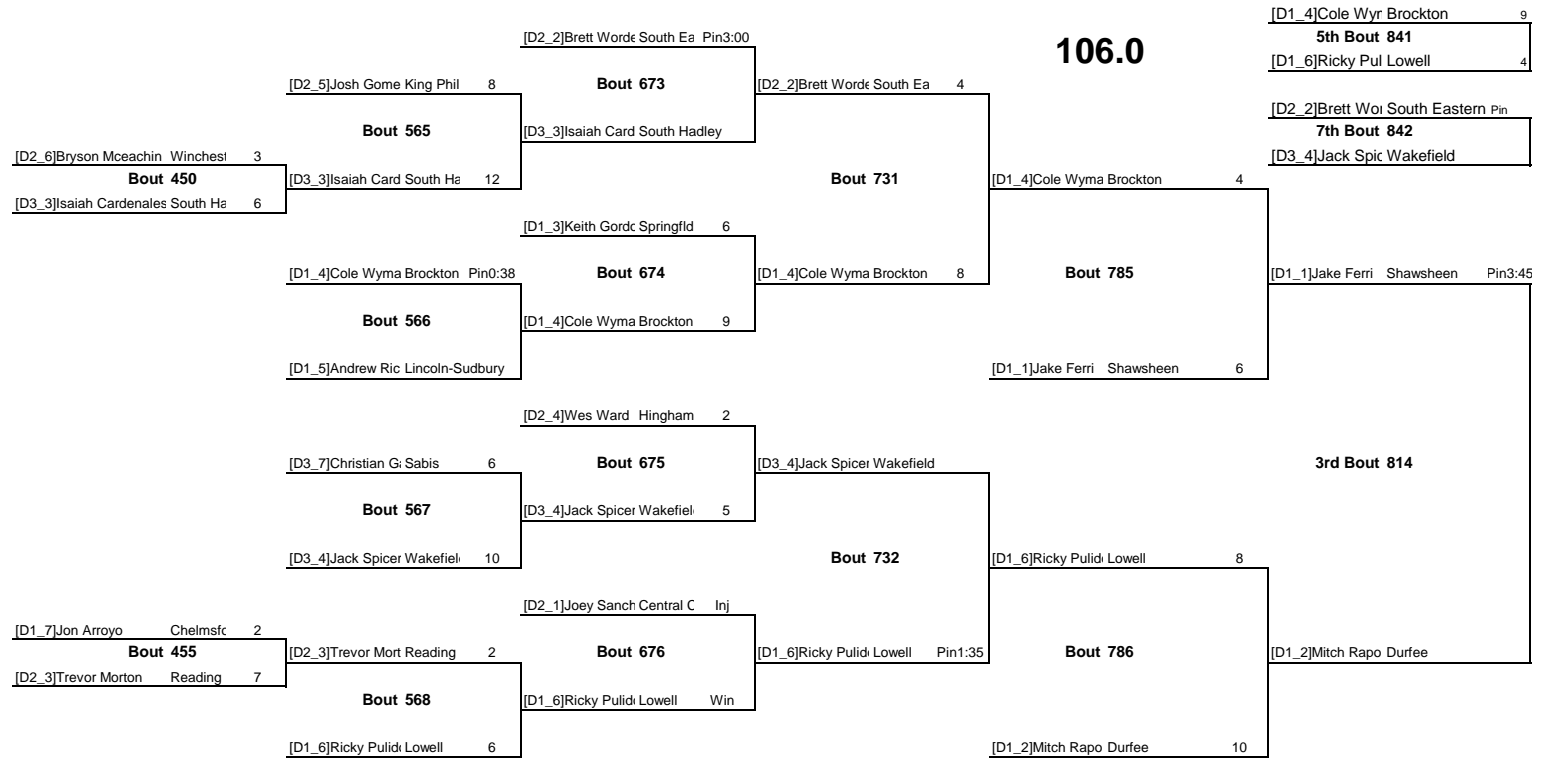 [D1_4]Cole Wyr Brockton 9
[D2_2]Brett Worde South Ea Pin3:00
5th Bout 841
106.0
[D1_6]Ricky Pul Lowell 4
[D2_5]Josh Gome King Phil 8
Bout 673
[D2_2]Brett Worde South Ea 4
[D2_2]Brett Wor South Eastern Pin
Bout 565
[D3_3]Isaiah Card South Hadley
7th Bout 842
[D2_6]Bryson Mceachin Winchest 3
[D3_4]Jack Spic Wakefield
Bout 450
[D3_3]Isaiah Card South Ha 12
Bout 731
[D1_4]Cole Wyma Brockton 4
[D3_3]Isaiah Cardenales South Ha 6
[D1_3]Keith Gordo Springfld 6
[D1_4]Cole Wyma Brockton Pin0:38
Bout 674
[D1_4]Cole Wyma Brockton 8
Bout 785
[D1_1]Jake Ferri Shawsheen Pin3:45
Bout 566
[D1_4]Cole Wyma Brockton 9
[D1_5]Andrew Ric Lincoln-Sudbury
[D1_1]Jake Ferri Shawsheen 6
[D2_4]Wes Ward Hingham 2
[D3_7]Christian Ga Sabis 6
Bout 675
[D3_4]Jack Spicer Wakefield
3rd Bout 814
Bout 567
[D3_4]Jack Spicer Wakefiel 5
[D3_4]Jack Spicer Wakefiel 10
Bout 732
[D1_6]Ricky Pulid Lowell 8
[D2_1]Joey Sanch Central C Inj
[D1_7]Jon Arroyo Chelmsfo 2
Bout 455
[D2_3]Trevor Mort Reading 2
Bout 676
[D1_6]Ricky Pulid Lowell Pin1:35
Bout 786
[D1_2]Mitch Rapo Durfee
[D2_3]Trevor Morton Reading 7
Bout 568
[D1_6]Ricky Pulid Lowell Win
[D1_6]Ricky Pulid Lowell 6
[D1_2]Mitch Rapo Durfee 10